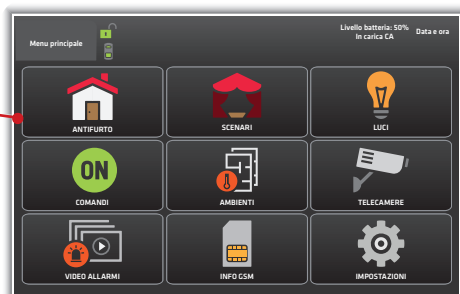 Livello batteria: 50%
In carica CA
Data e ora
Menu principale
ANTIFURTO
SCENARI
LUCI
ON
COMANDI
AMBIENTI
TELECAMERE
VIDEO ALLARMI
INFO GSM
IMPOSTAZIONI